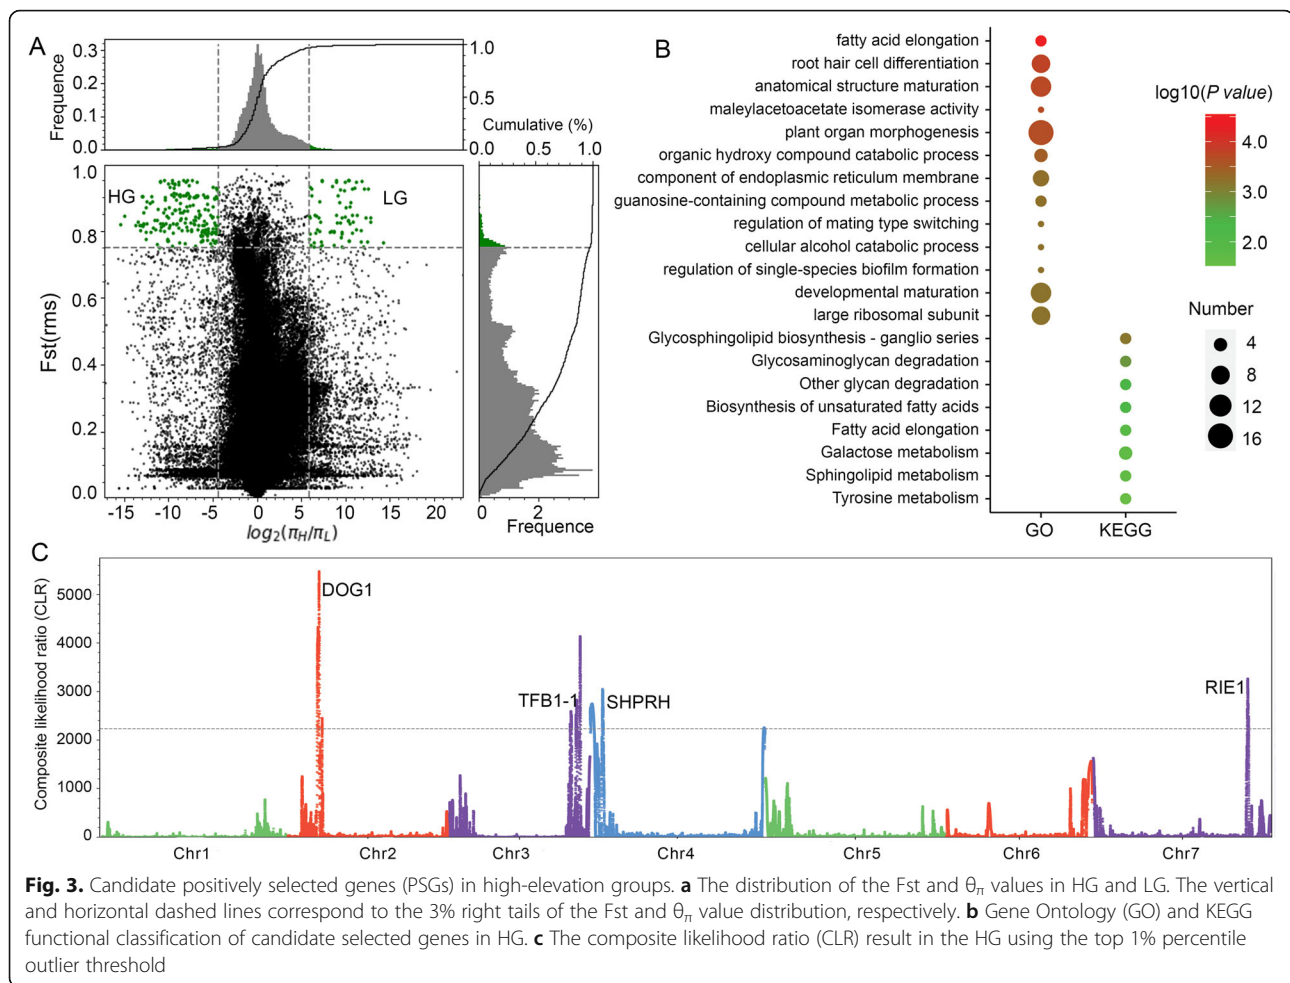 A
Frequence
0.3
0.2
0.1
0.0
1.0
0.5
0.0
Cumulative (%)
0.0 0.5 1.0
HG
LG
Fst(rms)
1.0
0.8
0.6
0.4
0.2
0.0
-15 -10 -5 0 5 10 15 20
log2(πH/πL)
0 2
Frequence
B
fatty acid elongation
root hair cell differentiation
anatomical structure maturation
maleylacetoacetate isomerase activity
plant organ morphogenesis
organic hydroxy compound catabolic process
component of endoplasmic reticulum membrane
guanosine-containing compound metabolic process
regulation of mating type switching
cellular alcohol catabolic process
regulation of single-species biofilm formation
developmental maturation
large ribosomal subunit
Glycosphingolipid biosynthesis - ganglio series
Glycosaminoglycan degradation
Other glycan degradation
Biosynthesis of unsaturated fatty acids
Fatty acid elongation
Galactose metabolism
Sphingolipid metabolism
Tyrosine metabolism
GO KEGG
log10(P value)
4.0
3.0
2.0
Number
4
8
12
16
C
Composite likelihood ratio (CLR)
5000
4000
3000
2000
1000
0
DOG1
TFB1-1
SHPRH
RIE1
Chr1 Chr2 Chr3 Chr4 Chr5 Chr6 Chr7
Fig. 3. Candidate positively selected genes (PSGs) in high-elevation groups. a The distribution of the Fst and θπ values in HG and LG. The vertical
and horizontal dashed lines correspond to the 3% right tails of the Fst and θπ value distribution, respectively. b Gene Ontology (GO) and KEGG
functional classification of candidate selected genes in HG. c The composite likelihood ratio (CLR) result in the HG using the top 1% percentile
outlier threshold